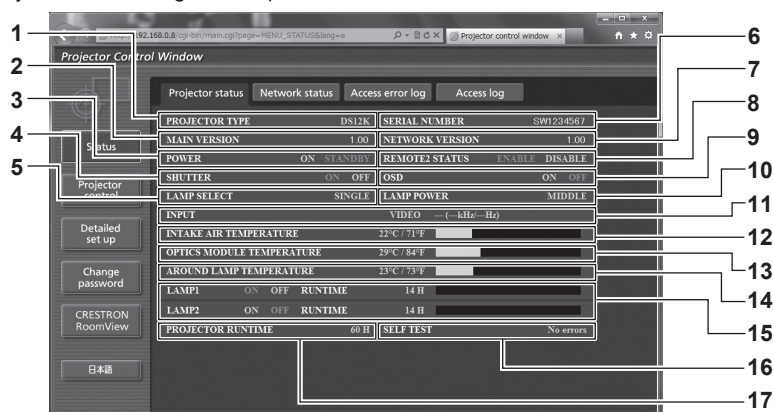 192.168.0.8/cgi-bin/main.cgi?page=MENU_STATUS&lang=e
Projector control window
Projector Control Window
Projector status Network status Access error log Access log
PROJECTOR TYPE DS12K SERIAL NUMBER SW1234567
MAIN VERSION 1.00 NETWORK VERSION 1.00
POWER ON STANDBY REMOTE2 STATUS ENABLE DISABLE
SHUTTER ON OFF OSD ON OFF
LAMP SELECT SINGLE LAMP POWER MIDDLE
INPUT VIDEO — (—kHz/—Hz)
INTAKE AIR TEMPERATURE 22°C / 71°F
OPTICS MODULE TEMPERATURE 29°C / 84°F
AROUND LAMP TEMPERATURE 23°C / 73°F
LAMP1 ON OFF RUNTIME 14 H
LAMP2 ON OFF RUNTIME 14 H
PROJECTOR RUNTIME 60 H SELF TEST No errors
Status
Projector
control
Detailed
set up
Change
password
CRESTRON
RoomView
日本語
1
2
3
4
5
6
7
8
9
10
11
12
13
14
15
16
17